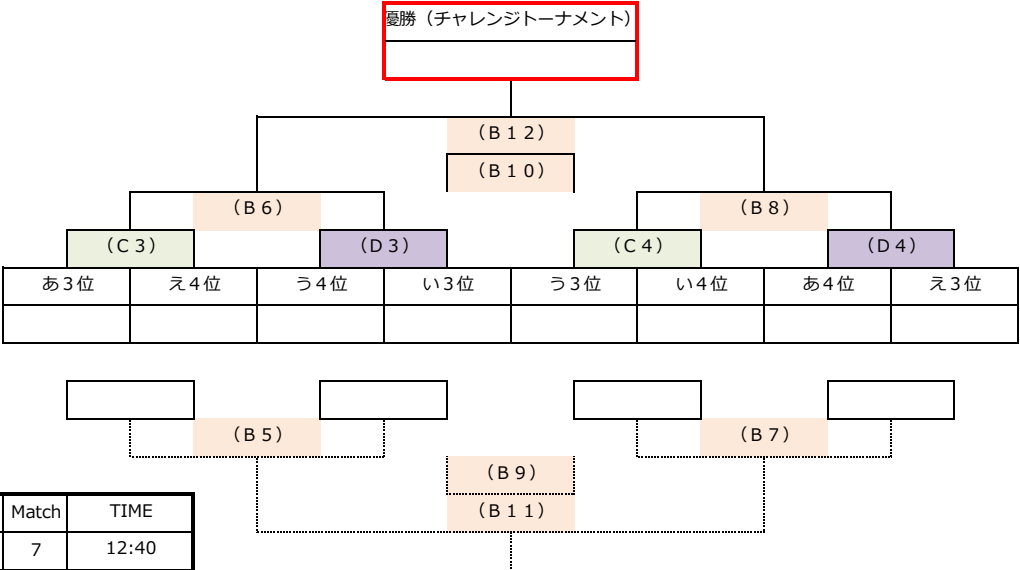 優勝（チャレンジトーナメント）
（Ｂ１２）
（Ｂ１０）
（Ｂ６）
（Ｂ８）
（Ｃ３）
（Ｄ３）
（Ｃ４）
（Ｄ４）
あ３位 え４位 う４位 い３位 う３位 い４位 あ４位 え３位
（Ｂ５）
（Ｂ７）
（Ｂ９）
（Ｂ１１）
Match TIME
7 12:40